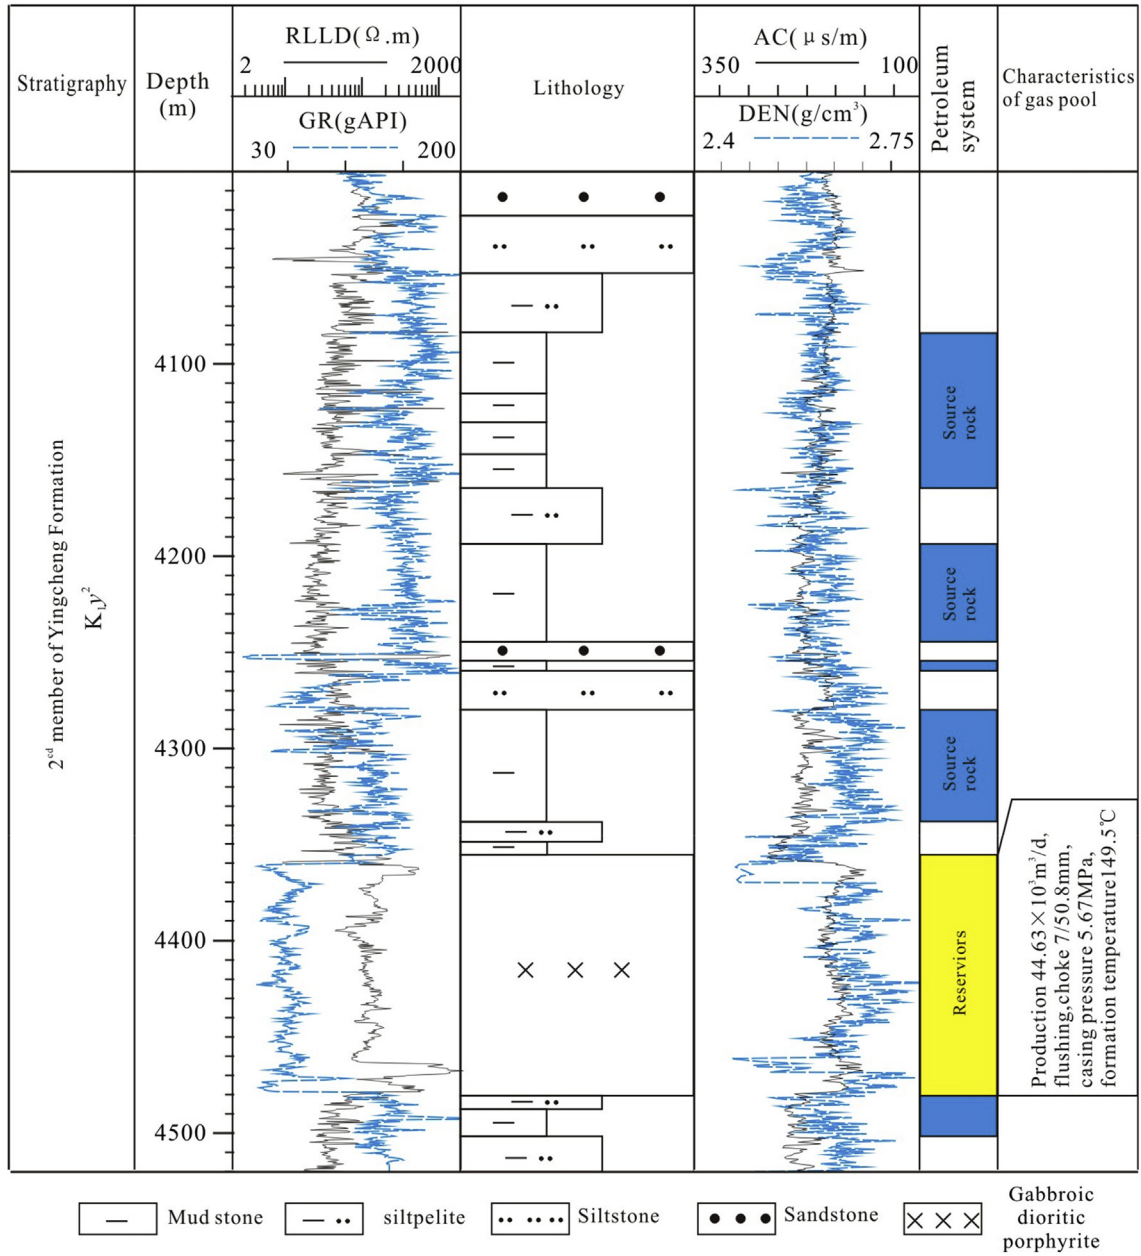 Stratigraphy
Depth
(m)
RLLD(Ω.m)
2 2000
GR(gAPI)
30 200
Lithology
AC(μs/m)
350 100
DEN(g/cm³)
2.4 2.75
Petroleum
system
Characteristics
of gas pool
2ᶜᵈ member of Yingcheng Formation
K₁y²
4100
4200
4300
4400
4500
Source
rock
Source
rock
Source
rock
Reserviors
Production 44.63×10³m³/d,
flushing,choke 7/50.8mm,
casing pressure 5.67MPa,
formation temperature149.5℃
Mud stone
siltpelite
Siltstone
Sandstone
Gabbroic
dioritic
porphyrite